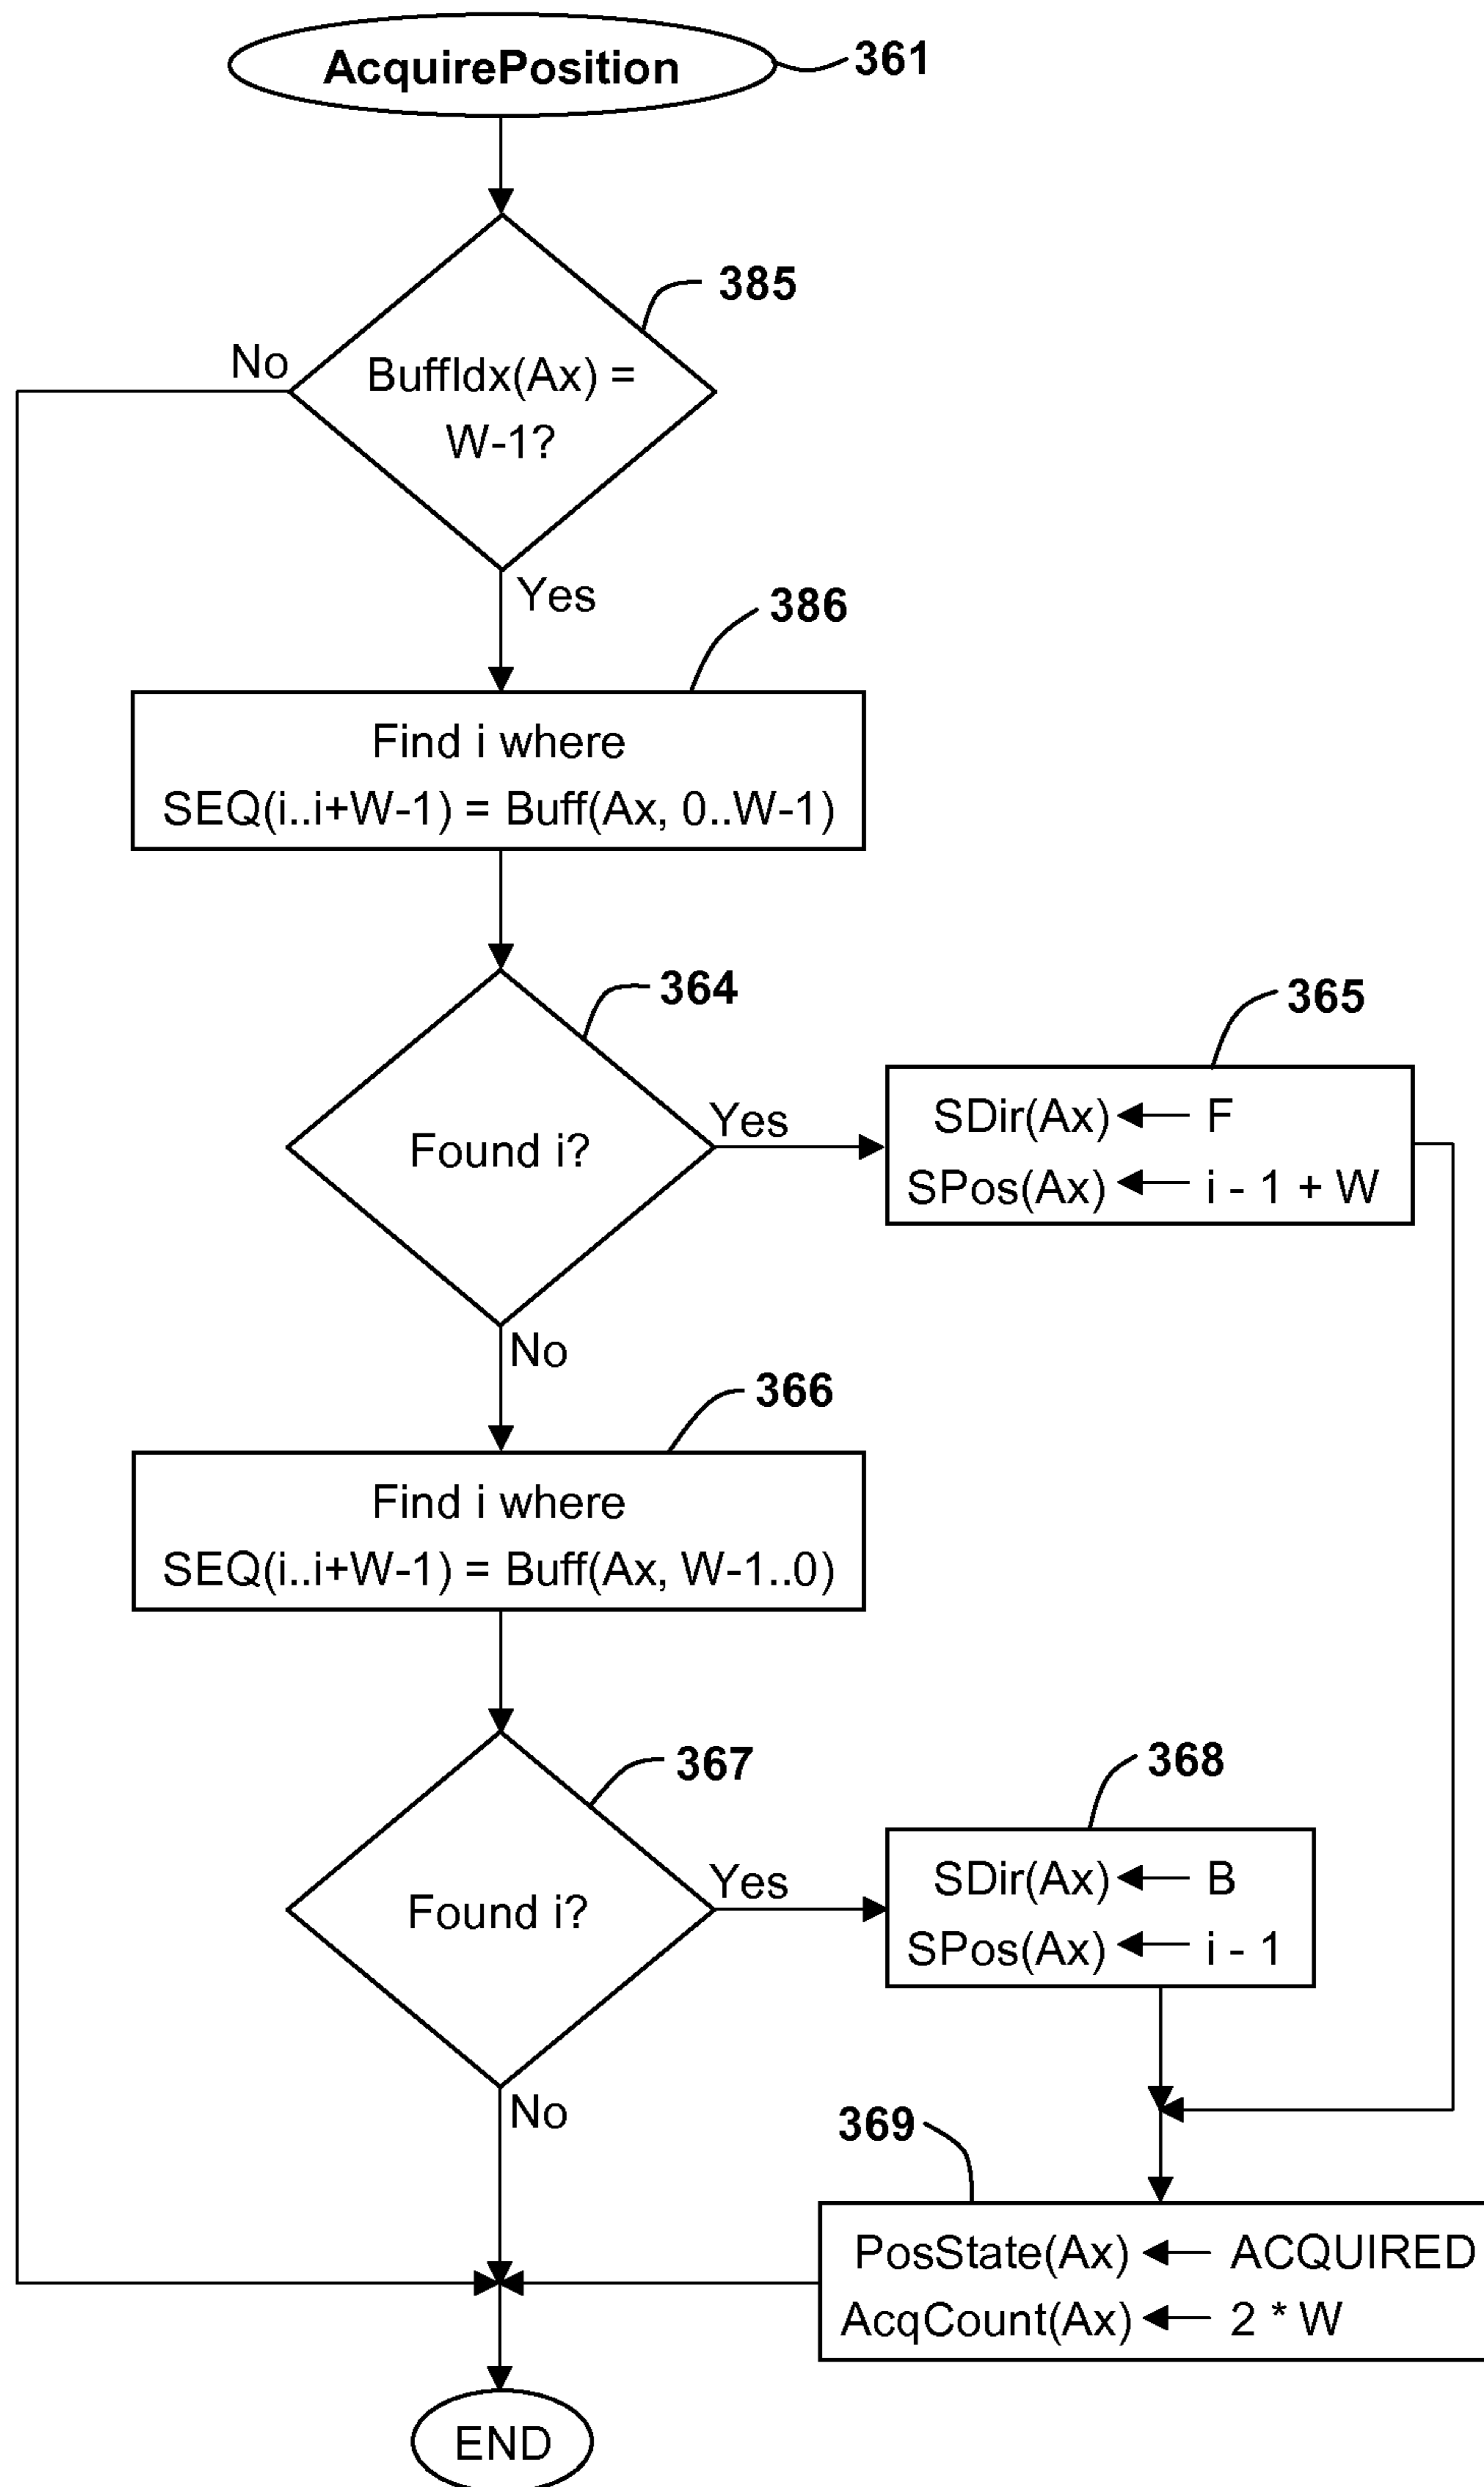 AcquirePosition
361
385
No
BuffIdx(Ax) =
W-1?
Yes
386
Find i where
SEQ(i..i+W-1) = Buff(Ax, 0..W-1)
364
365
Found i?
Yes
SDir(Ax) ← F
SPos(Ax) ← i - 1 + W
No
366
Find i where
SEQ(i..i+W-1) = Buff(Ax, W-1..0)
367
368
Found i?
Yes
SDir(Ax) ← B
SPos(Ax) ← i - 1
No
369
PosState(Ax) ← ACQUIRED
AcqCount(Ax) ← 2 * W
END